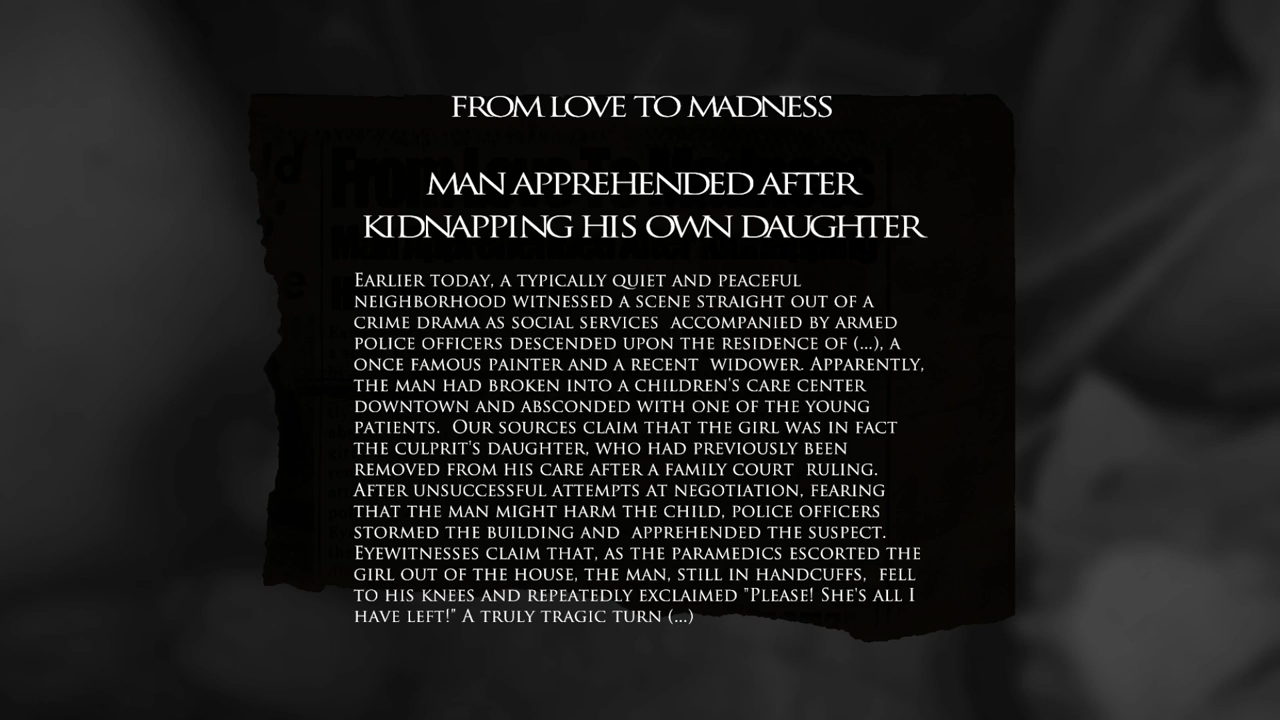 FROM LOVE TO MADNESS
MAN APPREHENDED AFTER
KIDNAPPING HIS OWN DAUGHTER
EARLIER TODAY, A TYPICALLY QUIET AND PEACEFUL
NEIGHBORHOOD WITNESSED A SCENE STRAIGHT OUT OF A
CRIME DRAMA AS SOCIAL SERVICES ACCOMPANIED BY ARMED
POLICE OFFICERS DESCENDED UPON THE RESIDENCE OF (...), A
ONCE FAMOUS PAINTER AND A RECENT WIDOWER. APPARENTLY,
THE MAN HAD BROKEN INTO A CHILDREN'S CARE CENTER
DOWNTOWN AND ABSCONDED WITH ONE OF THE YOUNG
PATIENTS. OUR SOURCES CLAIM THAT THE GIRL WAS IN FACT
THE CULPRIT'S DAUGHTER, WHO HAD PREVIOUSLY BEEN
REMOVED FROM HIS CARE AFTER A FAMILY COURT RULING.
AFTER UNSUCCESSFUL ATTEMPTS AT NEGOTIATION, FEARING
THAT THE MAN MIGHT HARM THE CHILD, POLICE OFFICERS
STORMED THE BUILDING AND APPREHENDED THE SUSPECT.
EYEWITNESSES CLAIM THAT, AS THE PARAMEDICS ESCORTED THE
GIRL OUT OF THE HOUSE, THE MAN, STILL IN HANDCUFFS, FELL
TO HIS KNEES AND REPEATEDLY EXCLAIMED "PLEASE! SHE'S ALL I
HAVE LEFT!" A TRULY TRAGIC TURN (...)